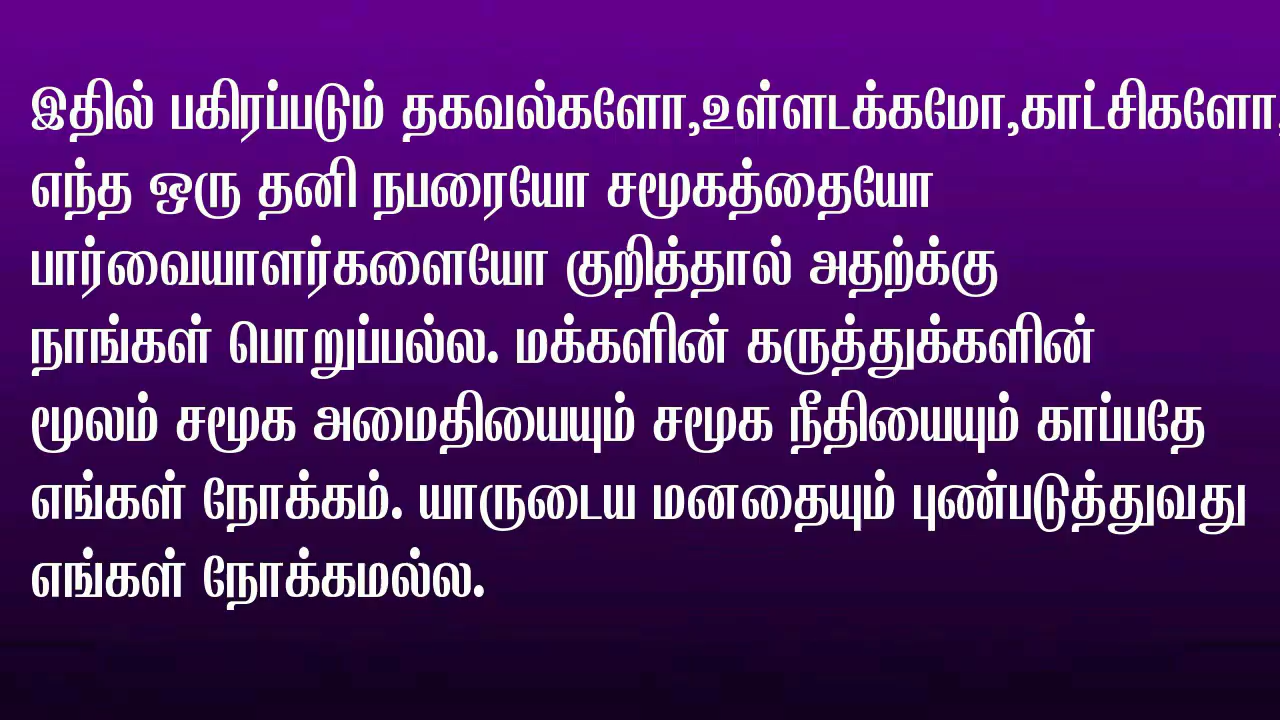 இதில் பகிரப்படும் தகவல்களோ,உள்ளடக்கமோ,காட்சிகளோ,
எந்த ஒரு தனி நபரையோ சமூகத்தையோ
பார்வையாளர்களையோ குறித்தால் அதற்க்கு
நாங்கள் பொறுப்பல்ல. மக்களின் கருத்துக்களின்
மூலம் சமூக அமைதியையும் சமூக நீதியையும் காப்பதே
எங்கள் நோக்கம். யாருடைய மனதையும் புண்படுத்துவது
எங்கள் நோக்கமல்ல.